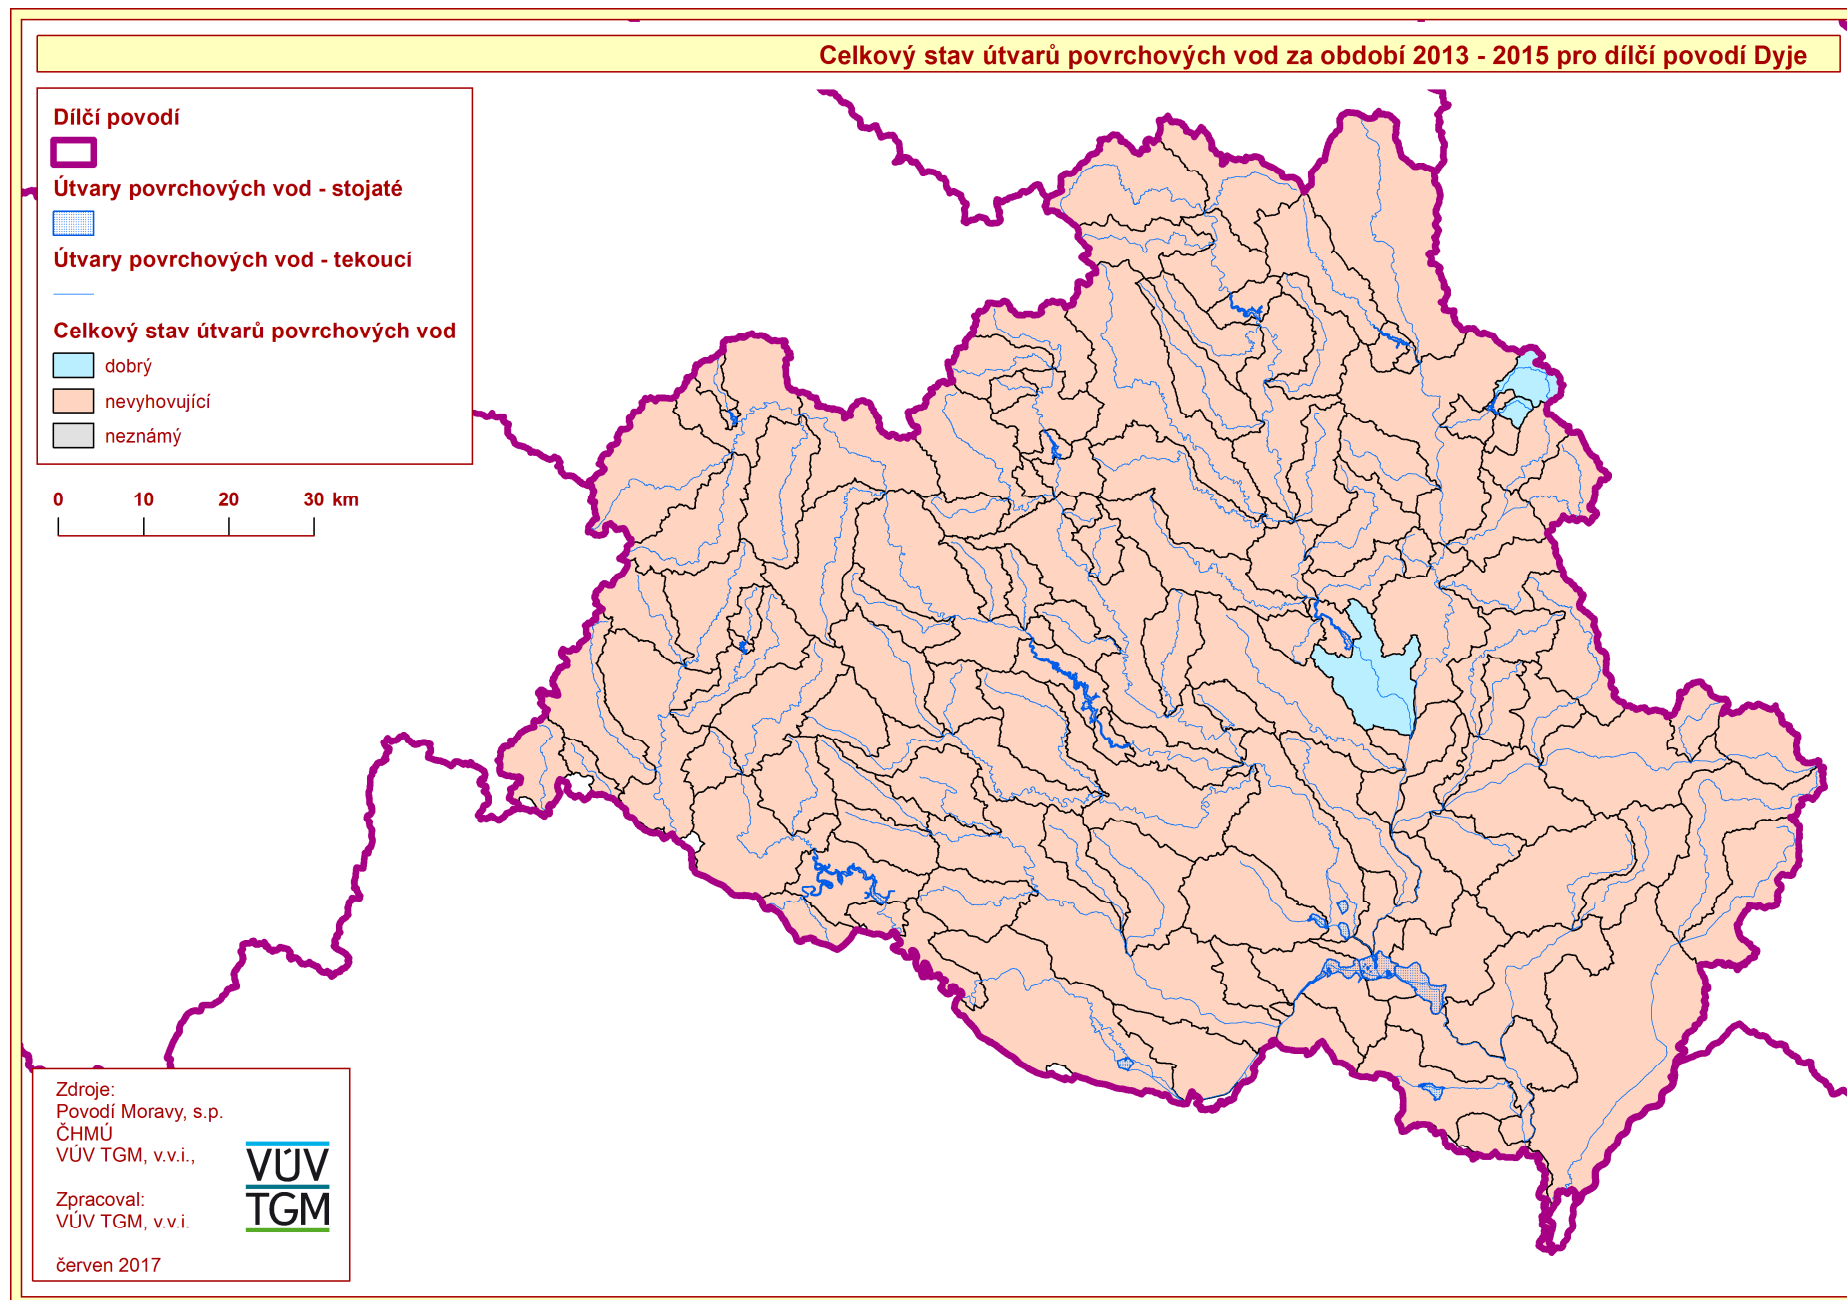 Celkový stav útvarů povrchových vod za období 2013 - 2015 pro dílčí povodí Dyje
Dílčí povodí
Útvary povrchových vod - stojaté
Útvary povrchových vod - tekoucí
Celkový stav útvarů povrchových vod
dobrý
nevyhovující
neznámý
0 10 20 30 km
Zdroje:
Povodí Moravy, s.p.
ČHMÚ
VÚV TGM, v.v.i.,
Zpracoval:
VÚV TGM, v.v.i.
červen 2017
VÚV
TGM